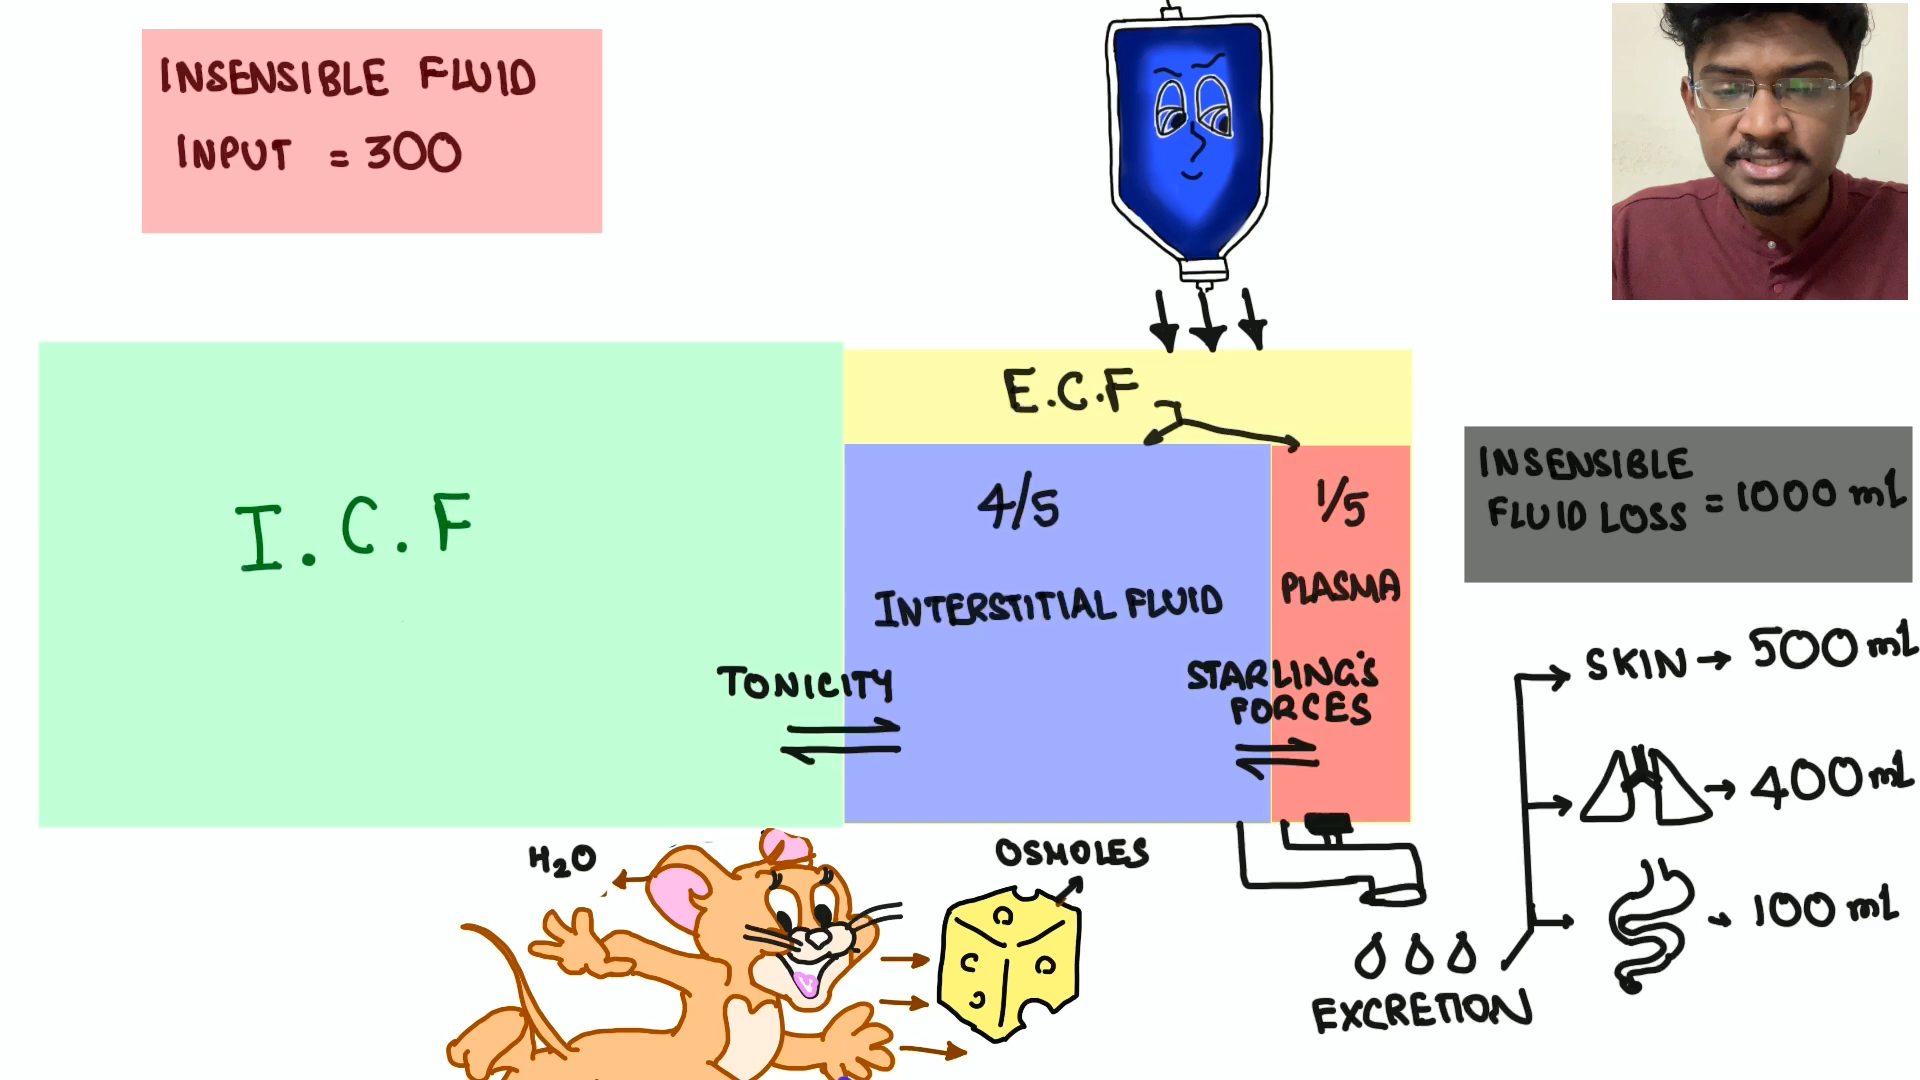 INSENSIBLE FLUID
INPUT = 300
E.C.F
I.C.F
4/5
1/5
INTERSTITIAL FLUID
PLASMA
TONICITY
STARLING'S
FORCES
INSENSIBLE
FLUID LOSS = 1000 mL
SKIN → 500 mL
→ 400 mL
→ 100 mL
H₂O
OSMOLES
EXCRETION